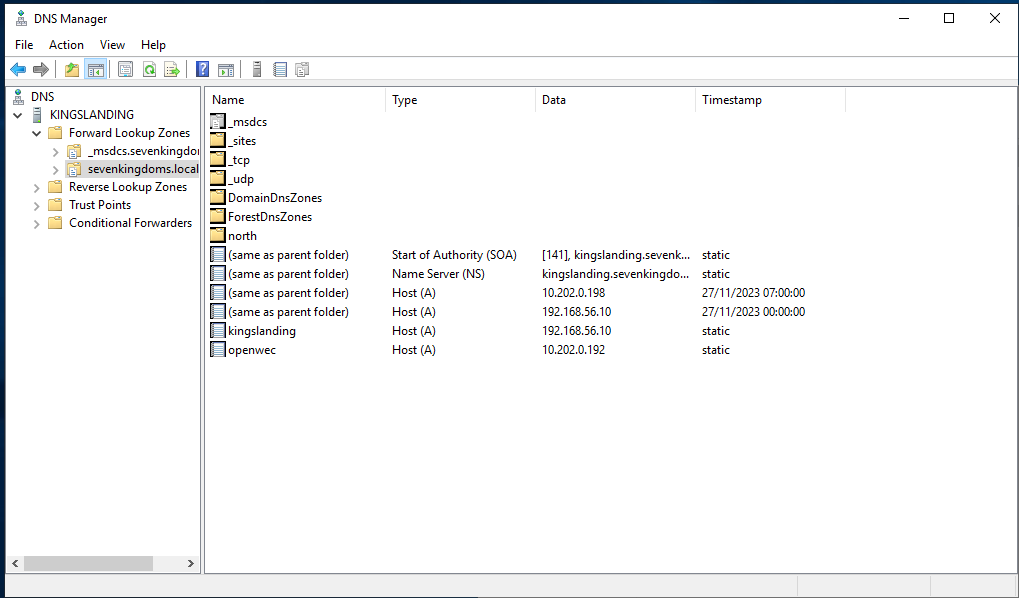 DNS Manager
File Action View Help
DNS
KINGSLANDING
Forward Lookup Zones
_msdcs.sevenkingdo
sevenkingdoms.local
Reverse Lookup Zones
Trust Points
Conditional Forwarders
Name Type Data Timestamp
_msdcs
_sites
_tcp
_udp
DomainDnsZones
ForestDnsZones
north
(same as parent folder) Start of Authority (SOA) [141], kingslanding.sevenk... static
(same as parent folder) Name Server (NS) kingslanding.sevenkingdo... static
(same as parent folder) Host (A) 10.202.0.198 27/11/2023 07:00:00
(same as parent folder) Host (A) 192.168.56.10 27/11/2023 00:00:00
kingslanding Host (A) 192.168.56.10 static
openwec Host (A) 10.202.0.192 static